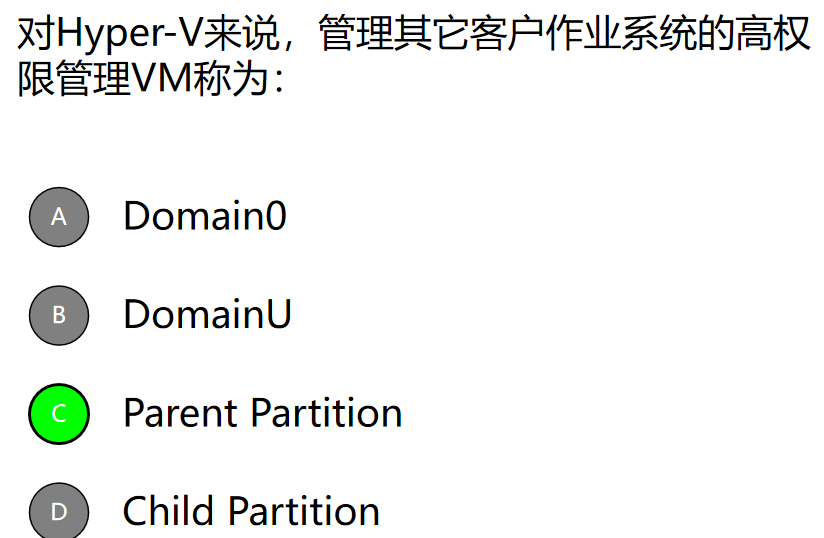 对Hyper-V来说，管理其它客户作业系统的高权
限管理VM称为：
A Domain0
B DomainU
C Parent Partition
D Child Partition